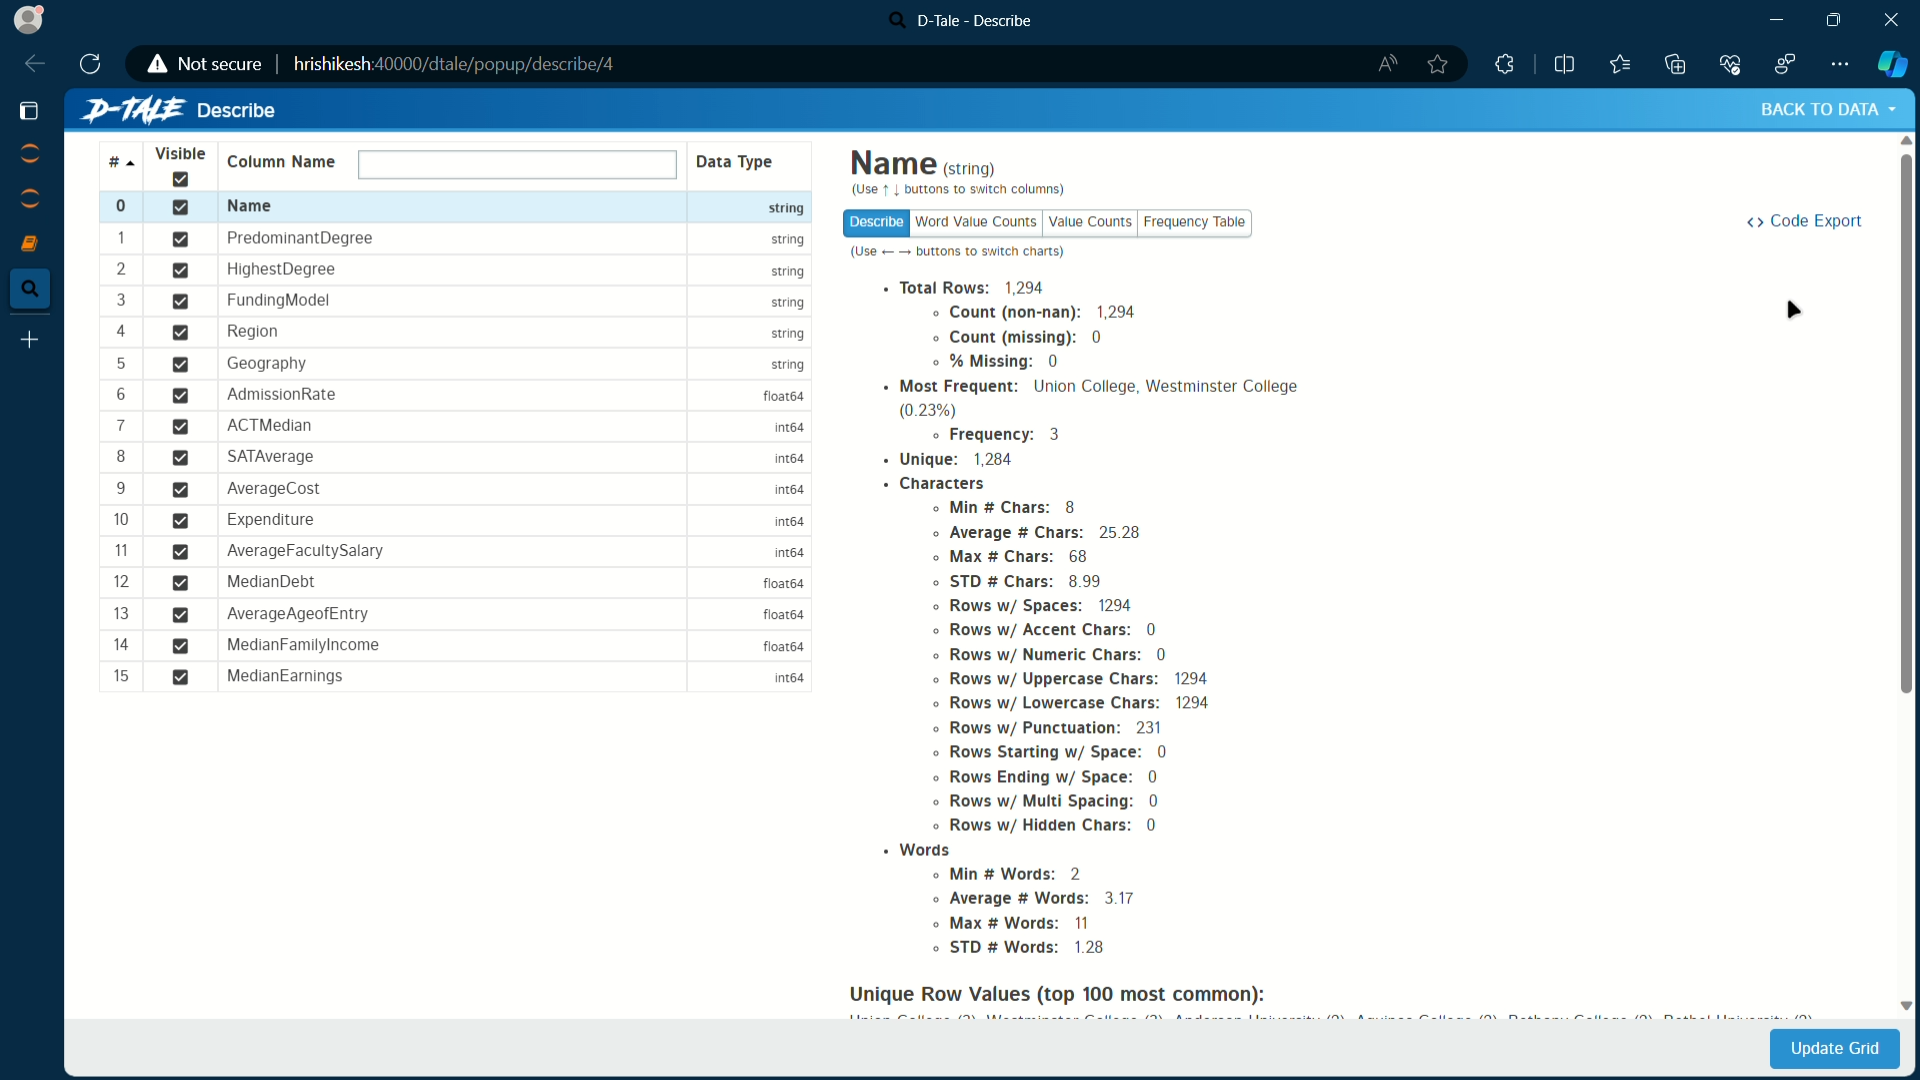 D-Tale - Describe
Not secure hrishikesh:40000/dtale/popup/describe/4
D-TALE Describe BACK TO DATA
# Visible Column Name Data Type
0 Name string
1 PredominantDegree string
2 HighestDegree string
3 FundingModel string
4 Region string
5 Geography string
6 AdmissionRate float64
7 ACTMedian int64
8 SATAverage int64
9 AverageCost int64
10 Expenditure int64
11 AverageFacultySalary int64
12 MedianDebt float64
13 AverageAgeofEntry float64
14 MedianFamilyIncome float64
15 MedianEarnings int64
Name (string)
(Use ↑ ↓ buttons to switch columns)
Describe Word Value Counts Value Counts Frequency Table
<> Code Export
(Use ← → buttons to switch charts)
Total Rows: 1,294
Count (non-nan): 1,294
Count (missing): 0
% Missing: 0
Most Frequent: Union College, Westminster College
(0.23%)
Frequency: 3
Unique: 1,284
Characters
Min # Chars: 8
Average # Chars: 25.28
Max # Chars: 68
STD # Chars: 8.99
Rows w/ Spaces: 1294
Rows w/ Accent Chars: 0
Rows w/ Numeric Chars: 0
Rows w/ Uppercase Chars: 1294
Rows w/ Lowercase Chars: 1294
Rows w/ Punctuation: 231
Rows Starting w/ Space: 0
Rows Ending w/ Space: 0
Rows w/ Multi Spacing: 0
Rows w/ Hidden Chars: 0
Words
Min # Words: 2
Average # Words: 3.17
Max # Words: 11
STD # Words: 1.28
Unique Row Values (top 100 most common):
Update Grid